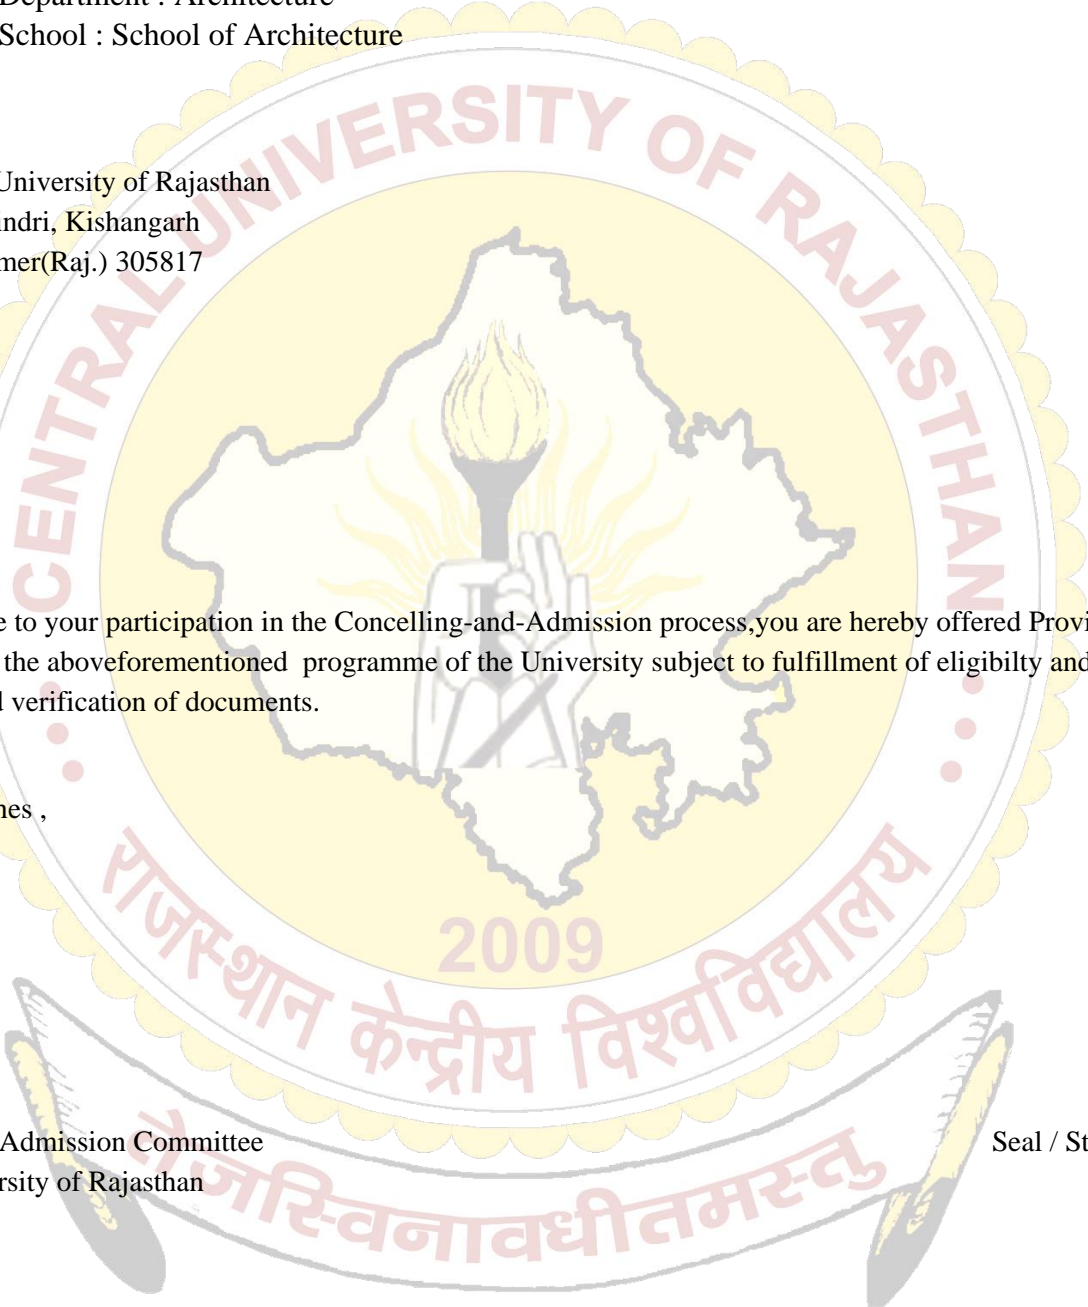 Department : Architecture
School : School of Architecture
University of Rajasthan
indri, Kishangarh
mer(Raj.) 305817
CENTRAL UNIVERSITY OF RAJASTHAN
e to your participation in the Concelling-and-Admission process,you are hereby offered Provi
the aboveforementioned programme of the University subject to fulfillment of eligibilty and
d verification of documents.
nes ,
2009
राजस्थान केन्द्रीय विश्वविद्यालय
Admission Committee
Seal / St
rsity of Rajasthan
तेजस्विनावधीतमस्तु